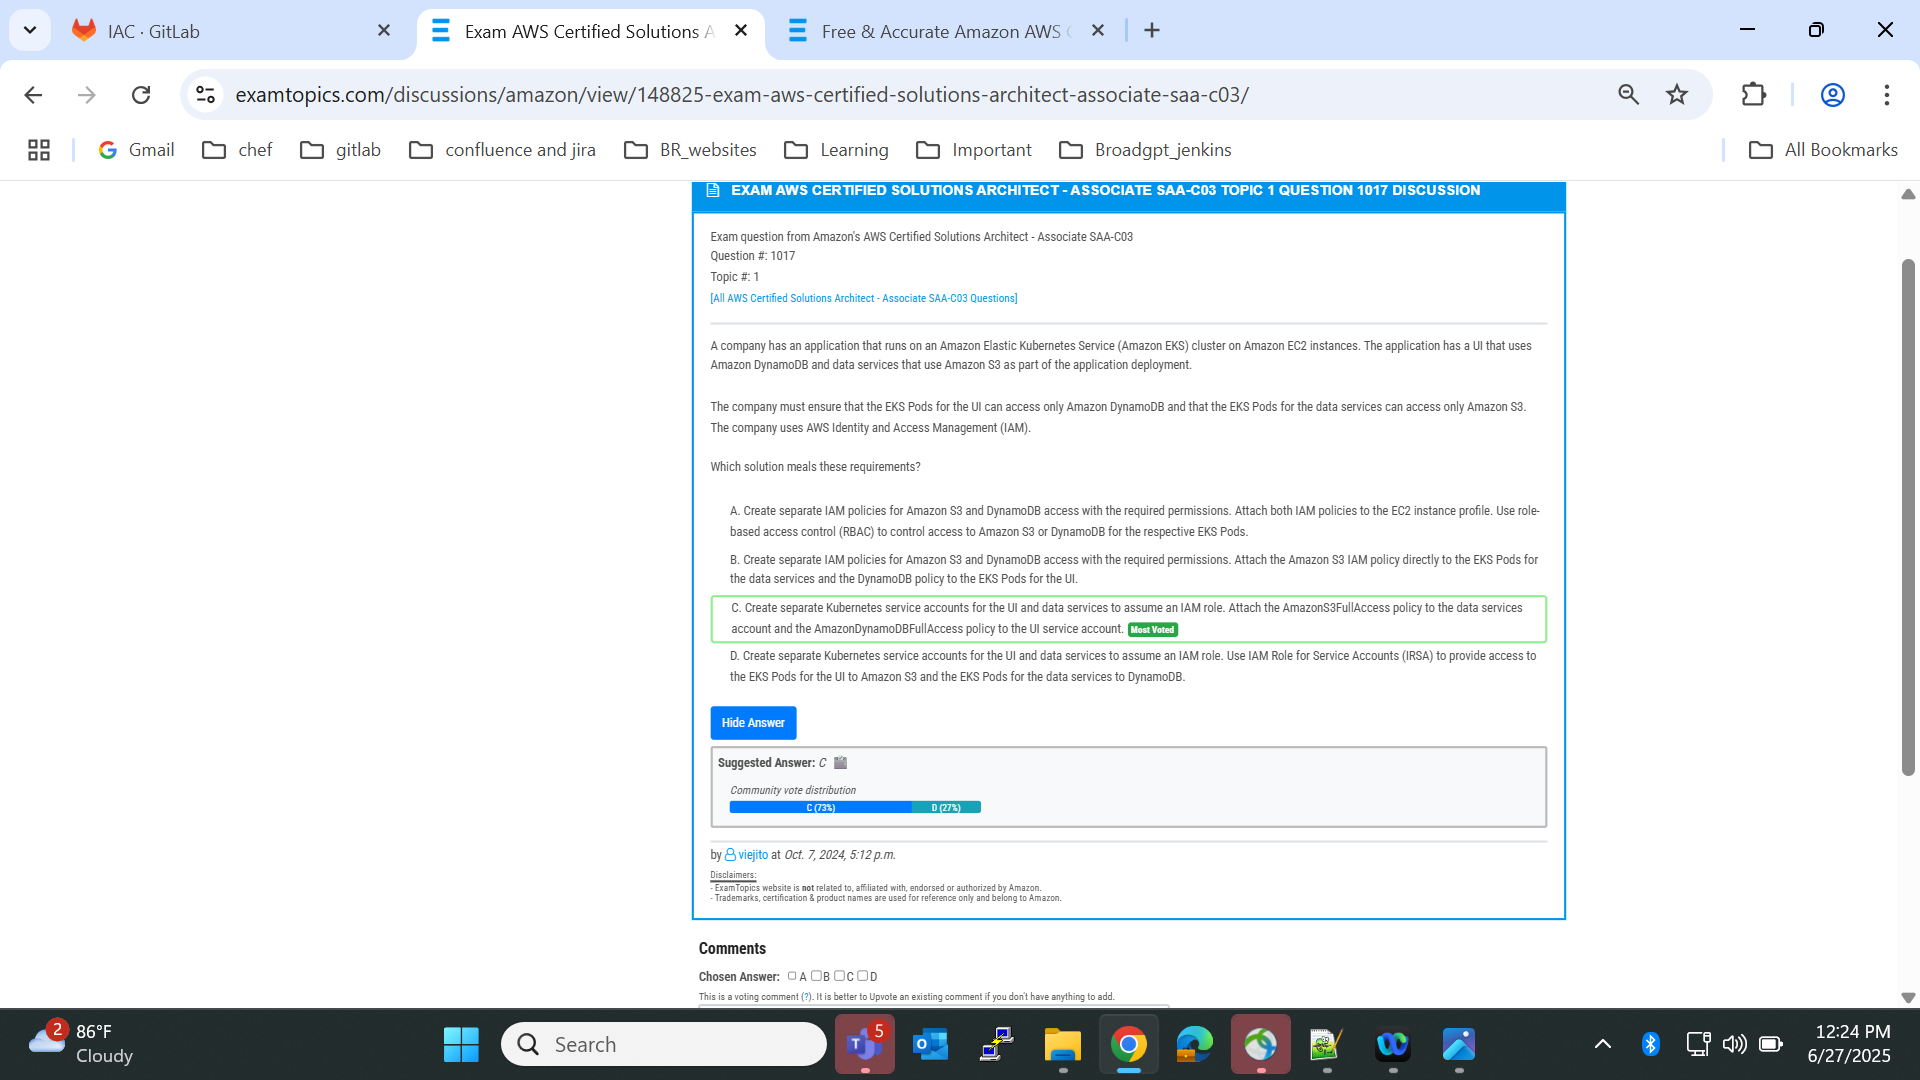 IAC · GitLab
Exam AWS Certified Solutions A
Free & Accurate Amazon AWS
examtopics.com/discussions/amazon/view/148825-exam-aws-certified-solutions-architect-associate-saa-c03/
Gmail
chef
gitlab
confluence and jira
BR_websites
Learning
Important
Broadgpt_jenkins
All Bookmarks
EXAM AWS CERTIFIED SOLUTIONS ARCHITECT - ASSOCIATE SAA-C03 TOPIC 1 QUESTION 1017 DISCUSSION
Exam question from Amazon's AWS Certified Solutions Architect - Associate SAA-C03
Question #: 1017
Topic #: 1
[All AWS Certified Solutions Architect - Associate SAA-C03 Questions]
A company has an application that runs on an Amazon Elastic Kubernetes Service (Amazon EKS) cluster on Amazon EC2 instances. The application has a UI that uses
Amazon DynamoDB and data services that use Amazon S3 as part of the application deployment.
The company must ensure that the EKS Pods for the UI can access only Amazon DynamoDB and that the EKS Pods for the data services can access only Amazon S3.
The company uses AWS Identity and Access Management (IAM).
Which solution meals these requirements?
A. Create separate IAM policies for Amazon S3 and DynamoDB access with the required permissions. Attach both IAM policies to the EC2 instance profile. Use role-
based access control (RBAC) to control access to Amazon S3 or DynamoDB for the respective EKS Pods.
B. Create separate IAM policies for Amazon S3 and DynamoDB access with the required permissions. Attach the Amazon S3 IAM policy directly to the EKS Pods for
the data services and the DynamoDB policy to the EKS Pods for the UI.
C. Create separate Kubernetes service accounts for the UI and data services to assume an IAM role. Attach the AmazonS3FullAccess policy to the data services
account and the AmazonDynamoDBFullAccess policy to the UI service account. Most Voted
D. Create separate Kubernetes service accounts for the UI and data services to assume an IAM role. Use IAM Role for Service Accounts (IRSA) to provide access to
the EKS Pods for the UI to Amazon S3 and the EKS Pods for the data services to DynamoDB.
Hide Answer
Suggested Answer: C
Community vote distribution
C (73%) D (27%)
by viejito at Oct. 7, 2024, 5:12 p.m.
Disclaimers:
- ExamTopics website is not related to, affiliated with, endorsed or authorized by Amazon.
- Trademarks, certification & product names are used for reference only and belong to Amazon.
Comments
Chosen Answer: A B C D
This is a voting comment (?). It is better to Upvote an existing comment if you don't have anything to add.
2
86°F
Cloudy
Search
5
12:24 PM
6/27/2025